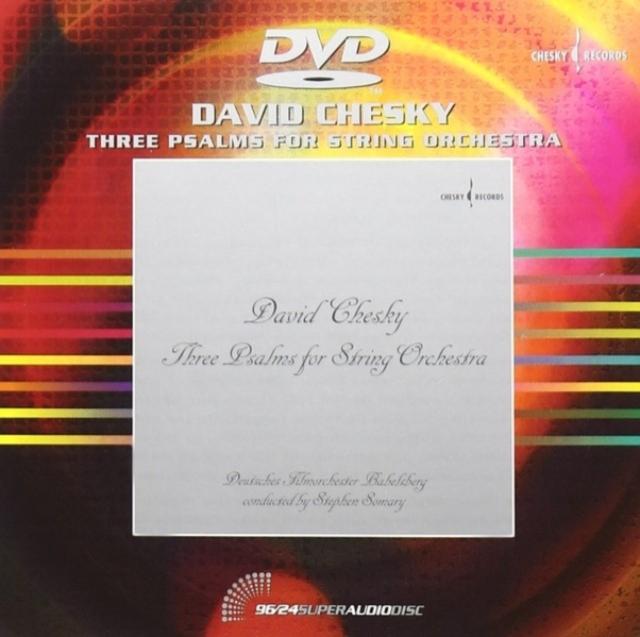 DVD
CHESKY RECORDS
DAVID CHESKY
THREE PSALMS FOR STRING ORCHESTRA
CHESKY RECORDS
David Chesky
Three Psalms for String Orchestra
Deutsches Filmorchester Babelsberg
conducted by Stephen Somary
96/24SUPERAUDIODISC